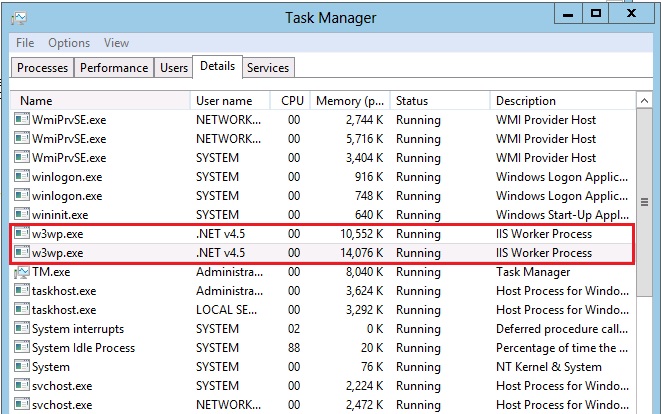 Task Manager
File Options View
Processes Performance Users Details Services
Name User name CPU Memory (p... Status Description
WmiPrvSE.exe NETWORK... 00 2,744 K Running WMI Provider Host
WmiPrvSE.exe NETWORK... 00 5,716 K Running WMI Provider Host
WmiPrvSE.exe SYSTEM 00 3,404 K Running WMI Provider Host
winlogon.exe SYSTEM 00 916 K Running Windows Logon Applic...
winlogon.exe SYSTEM 00 748 K Running Windows Logon Applic...
wininit.exe SYSTEM 00 640 K Running Windows Start-Up Appl...
w3wp.exe .NET v4.5 00 10,552 K Running IIS Worker Process
w3wp.exe .NET v4.5 00 14,076 K Running IIS Worker Process
TM.exe Administra... 00 8,040 K Running Task Manager
taskhost.exe Administra... 00 3,624 K Running Host Process for Windo...
taskhost.exe LOCAL SE... 00 3,292 K Running Host Process for Windo...
System interrupts SYSTEM 02 0 K Running Deferred procedure call...
System Idle Process SYSTEM 88 20 K Running Percentage of time the ...
System SYSTEM 00 76 K Running NT Kernel & System
svchost.exe SYSTEM 00 2,224 K Running Host Process for Windo...
svchost.exe NETWORK... 00 2,472 K Running Host Process for Windo...